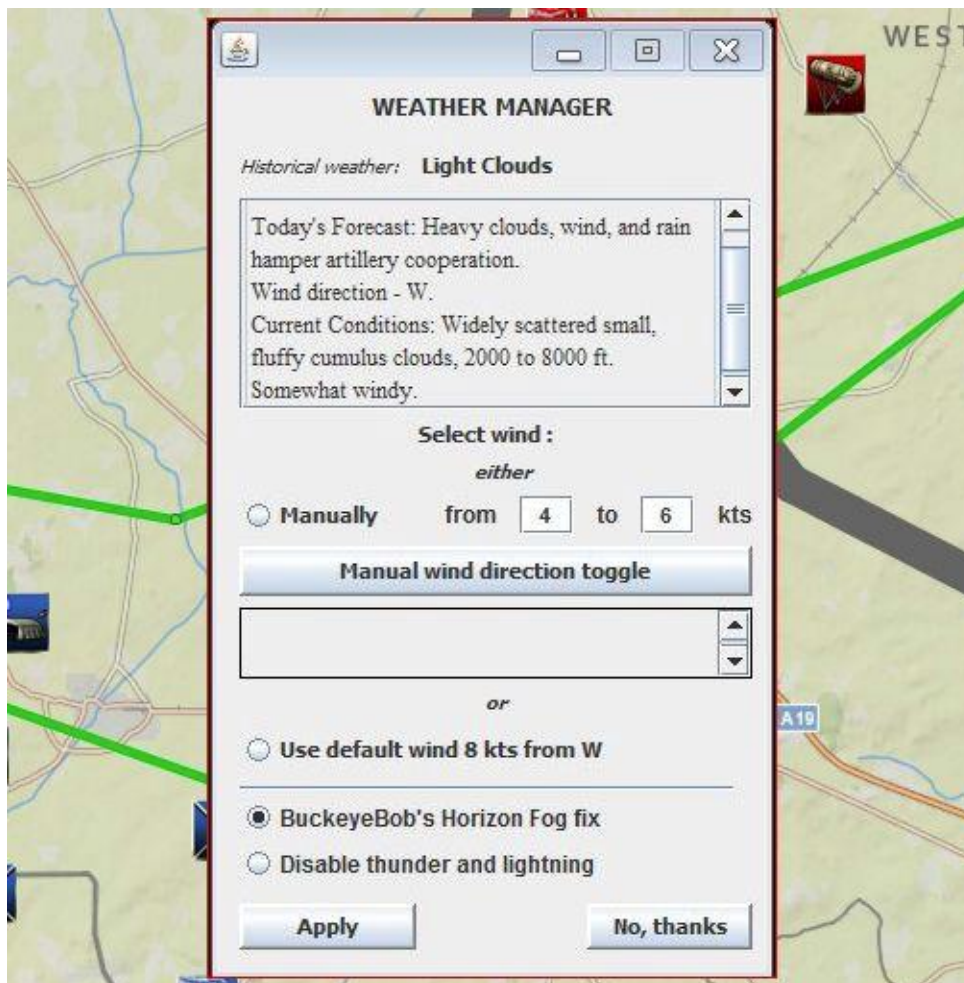 WEST
WEATHER MANAGER
Historical weather: Light Clouds
Today's Forecast: Heavy clouds, wind, and rain
hamper artillery cooperation.
Wind direction - W.
Current Conditions: Widely scattered small,
fluffy cumulus clouds, 2000 to 8000 ft.
Somewhat windy.
Select wind :
either
Manually from 4 to 6 kts
Manual wind direction toggle
or
A19
Use default wind 8 kts from W
BuckeyeBob's Horizon Fog fix
Disable thunder and lightning
Apply No, thanks